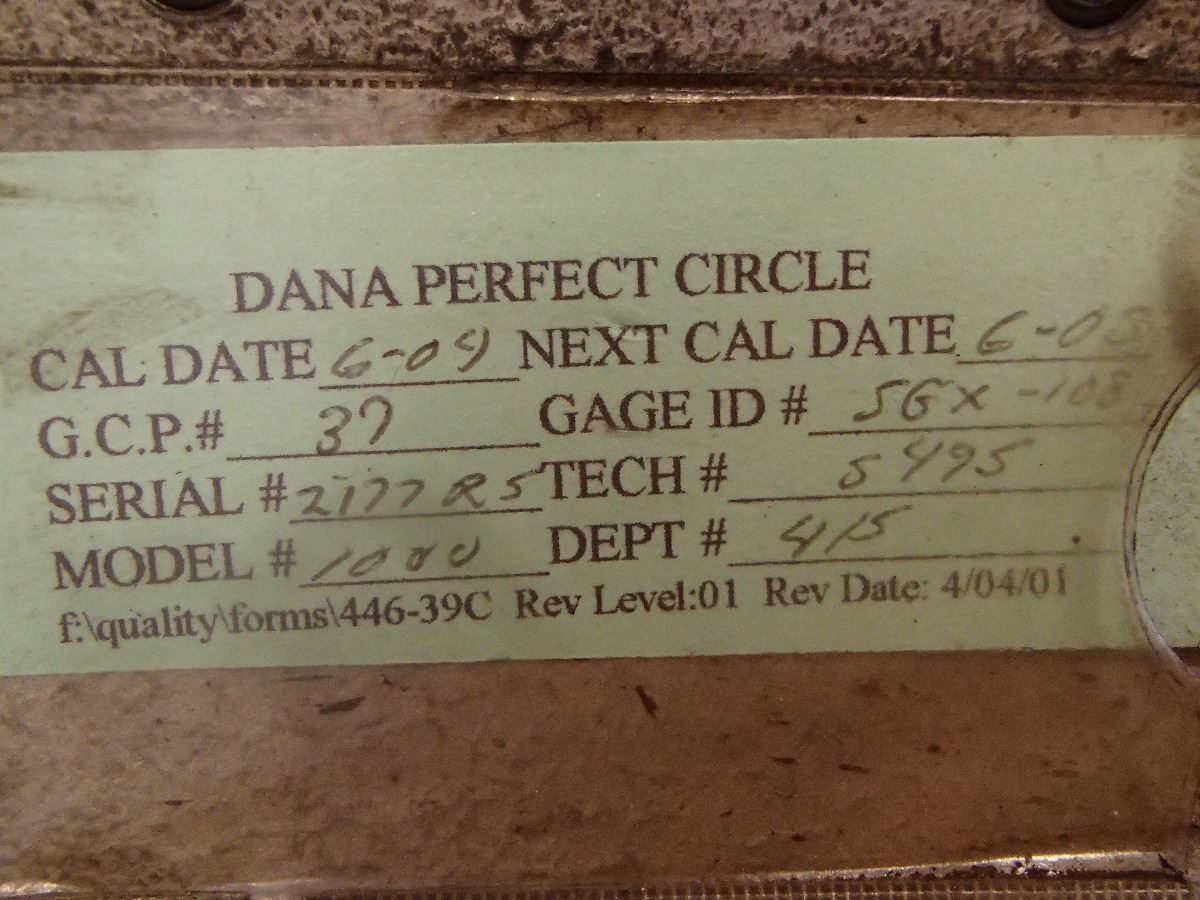 DANA PERFECT CIRCLE
CAL DATE 6-04 NEXT CAL DATE 6-05
G.C.P.# 37 GAGE ID # SGX-108
SERIAL # 2177R5 TECH # 5495
MODEL # 1000 DEPT # 415
f:\quality\forms\446-39C Rev Level:01 Rev Date: 4/04/01